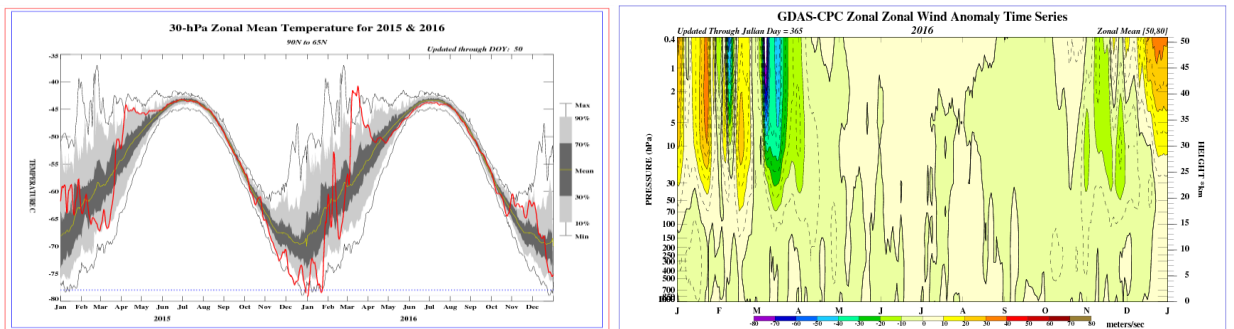 30-hPa Zonal Mean Temperature for 2015 & 2016
90N to 65N
Updated through DOY: 50
-35
-40
-45
-50
-55
-60
-65
-70
-75
-80
TEMPERATURE C
Max
90%
70%
Mean
30%
10%
Min
Jan Feb Mar Apr May Jun Jul Aug Sep Oct Nov Dec Jan Feb Mar Apr May Jun Jul Aug Sep Oct Nov Dec
2015 2016
GDAS-CPC Zonal Zonal Wind Anomaly Time Series
Updated Through Julian Day = 365 2016 Zonal Mean [50,80]
PRESSURE (hPa)
0.4
1
2
5
10
30
50
70
100
150
200
300
400
500
1000
50
45
40
35
30
25
20
15
10
5
0
HEIGHT ~km
J F M A M J J A S O N D J
-80 -70 -60 -50 -40 -30 -20 -10 0 10 20 30 40 50 60 70 80 meters/sec